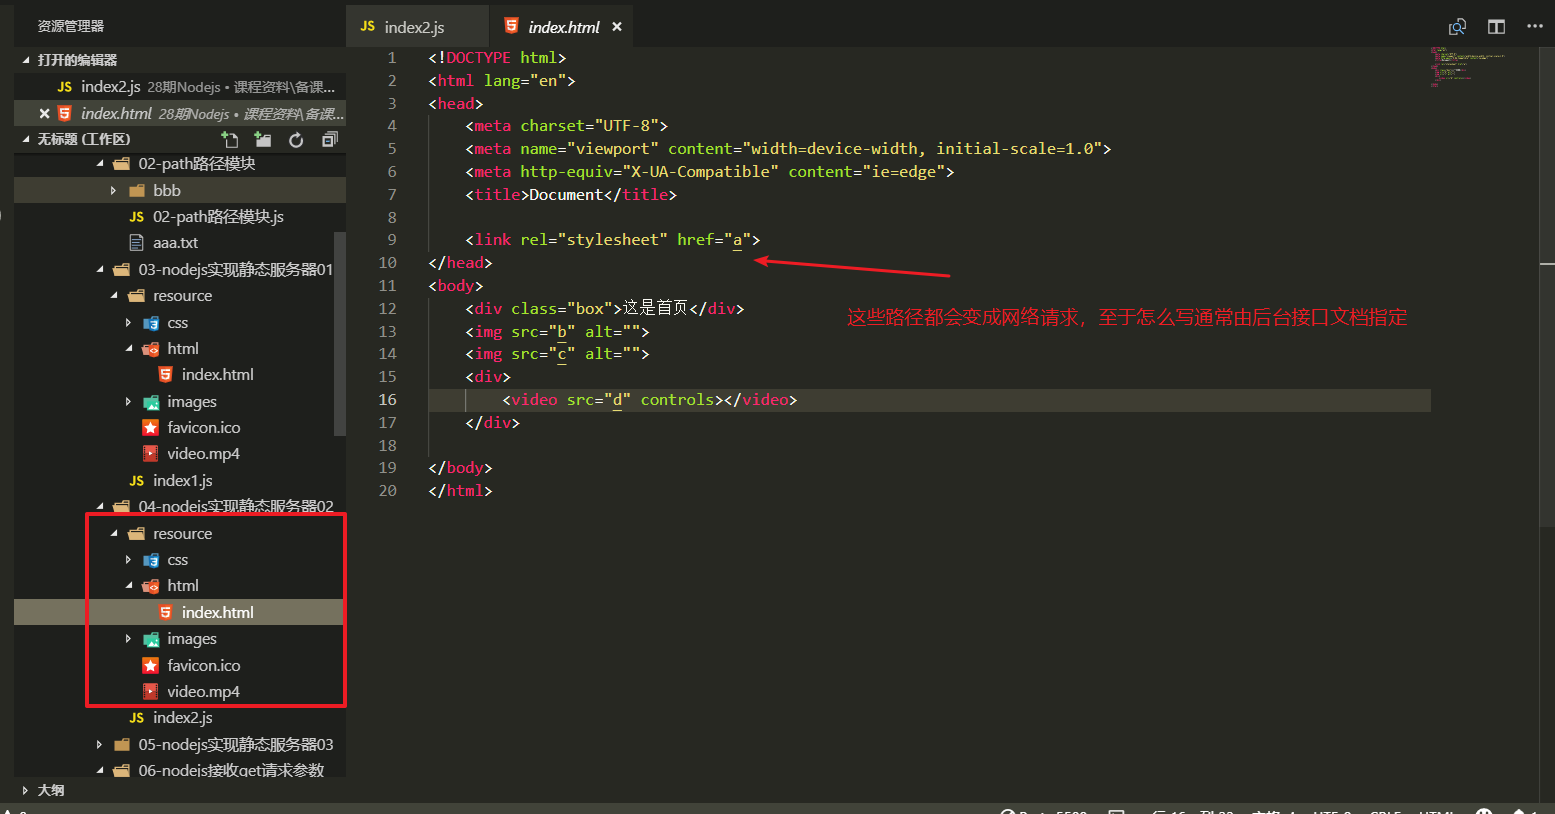 资源管理器
打开的编辑器
JS index2.js 28期Nodejs • 课程资料\备课...
index.html 28期Nodejs • 课程资料\备课...
无标题 (工作区)
02-path路径模块
bbb
JS 02-path路径模块.js
aaa.txt
03-nodejs实现静态服务器01
resource
css
html
index.html
images
favicon.ico
video.mp4
JS index1.js
04-nodejs实现静态服务器02
resource
css
html
index.html
images
favicon.ico
video.mp4
JS index2.js
05-nodejs实现静态服务器03
06-nodejs接收get请求参数
大纲
JS index2.js
index.html ×
1 <!DOCTYPE html>
2 <html lang="en">
3 <head>
4 <meta charset="UTF-8">
5 <meta name="viewport" content="width=device-width, initial-scale=1.0">
6 <meta http-equiv="X-UA-Compatible" content="ie=edge">
7 <title>Document</title>
8
9 <link rel="stylesheet" href="a">
10 </head>
11 <body>
12 <div class="box">这是首页</div>
13 <img src="b" alt="">
14 <img src="c" alt="">
15 <div>
16 <video src="d" controls></video>
17 </div>
18
19 </body>
20 </html>
这些路径都会变成网络请求，至于怎么写通常由后台接口文档指定